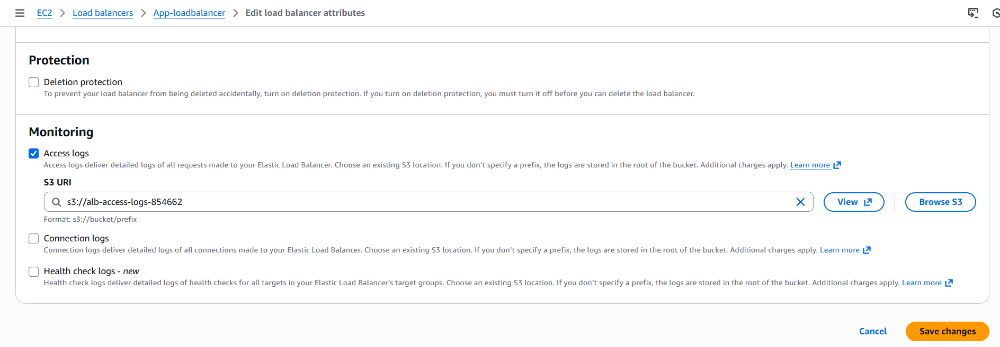 EC2 > Load balancers > App-loadbalancer > Edit load balancer attributes
Protection
Deletion protection
To prevent your load balancer from being deleted accidentally, turn on deletion protection. If you turn on deletion protection, you must turn it off before you can delete the load balancer.
Monitoring
Access logs
Access logs deliver detailed logs of all requests made to your Elastic Load Balancer. Choose an existing S3 location. If you don’t specify a prefix, the logs are stored in the root of the bucket. Additional charges apply. Learn more
S3 URI
s3://alb-access-logs-854662 View Browse S3
Format: s3://bucket/prefix
Connection logs
Connection logs deliver detailed logs of all connections made to your Elastic Load Balancer. Choose an existing S3 location. If you don’t specify a prefix, the logs are stored in the root of the bucket. Additional charges apply. Learn more
Health check logs - new
Health check logs deliver detailed logs of health checks for all targets in your Elastic Load Balancer's target groups. Choose an existing S3 location. If you don’t specify a prefix, the logs are stored in the root of the bucket. Additional charges apply. Learn more
Cancel Save changes